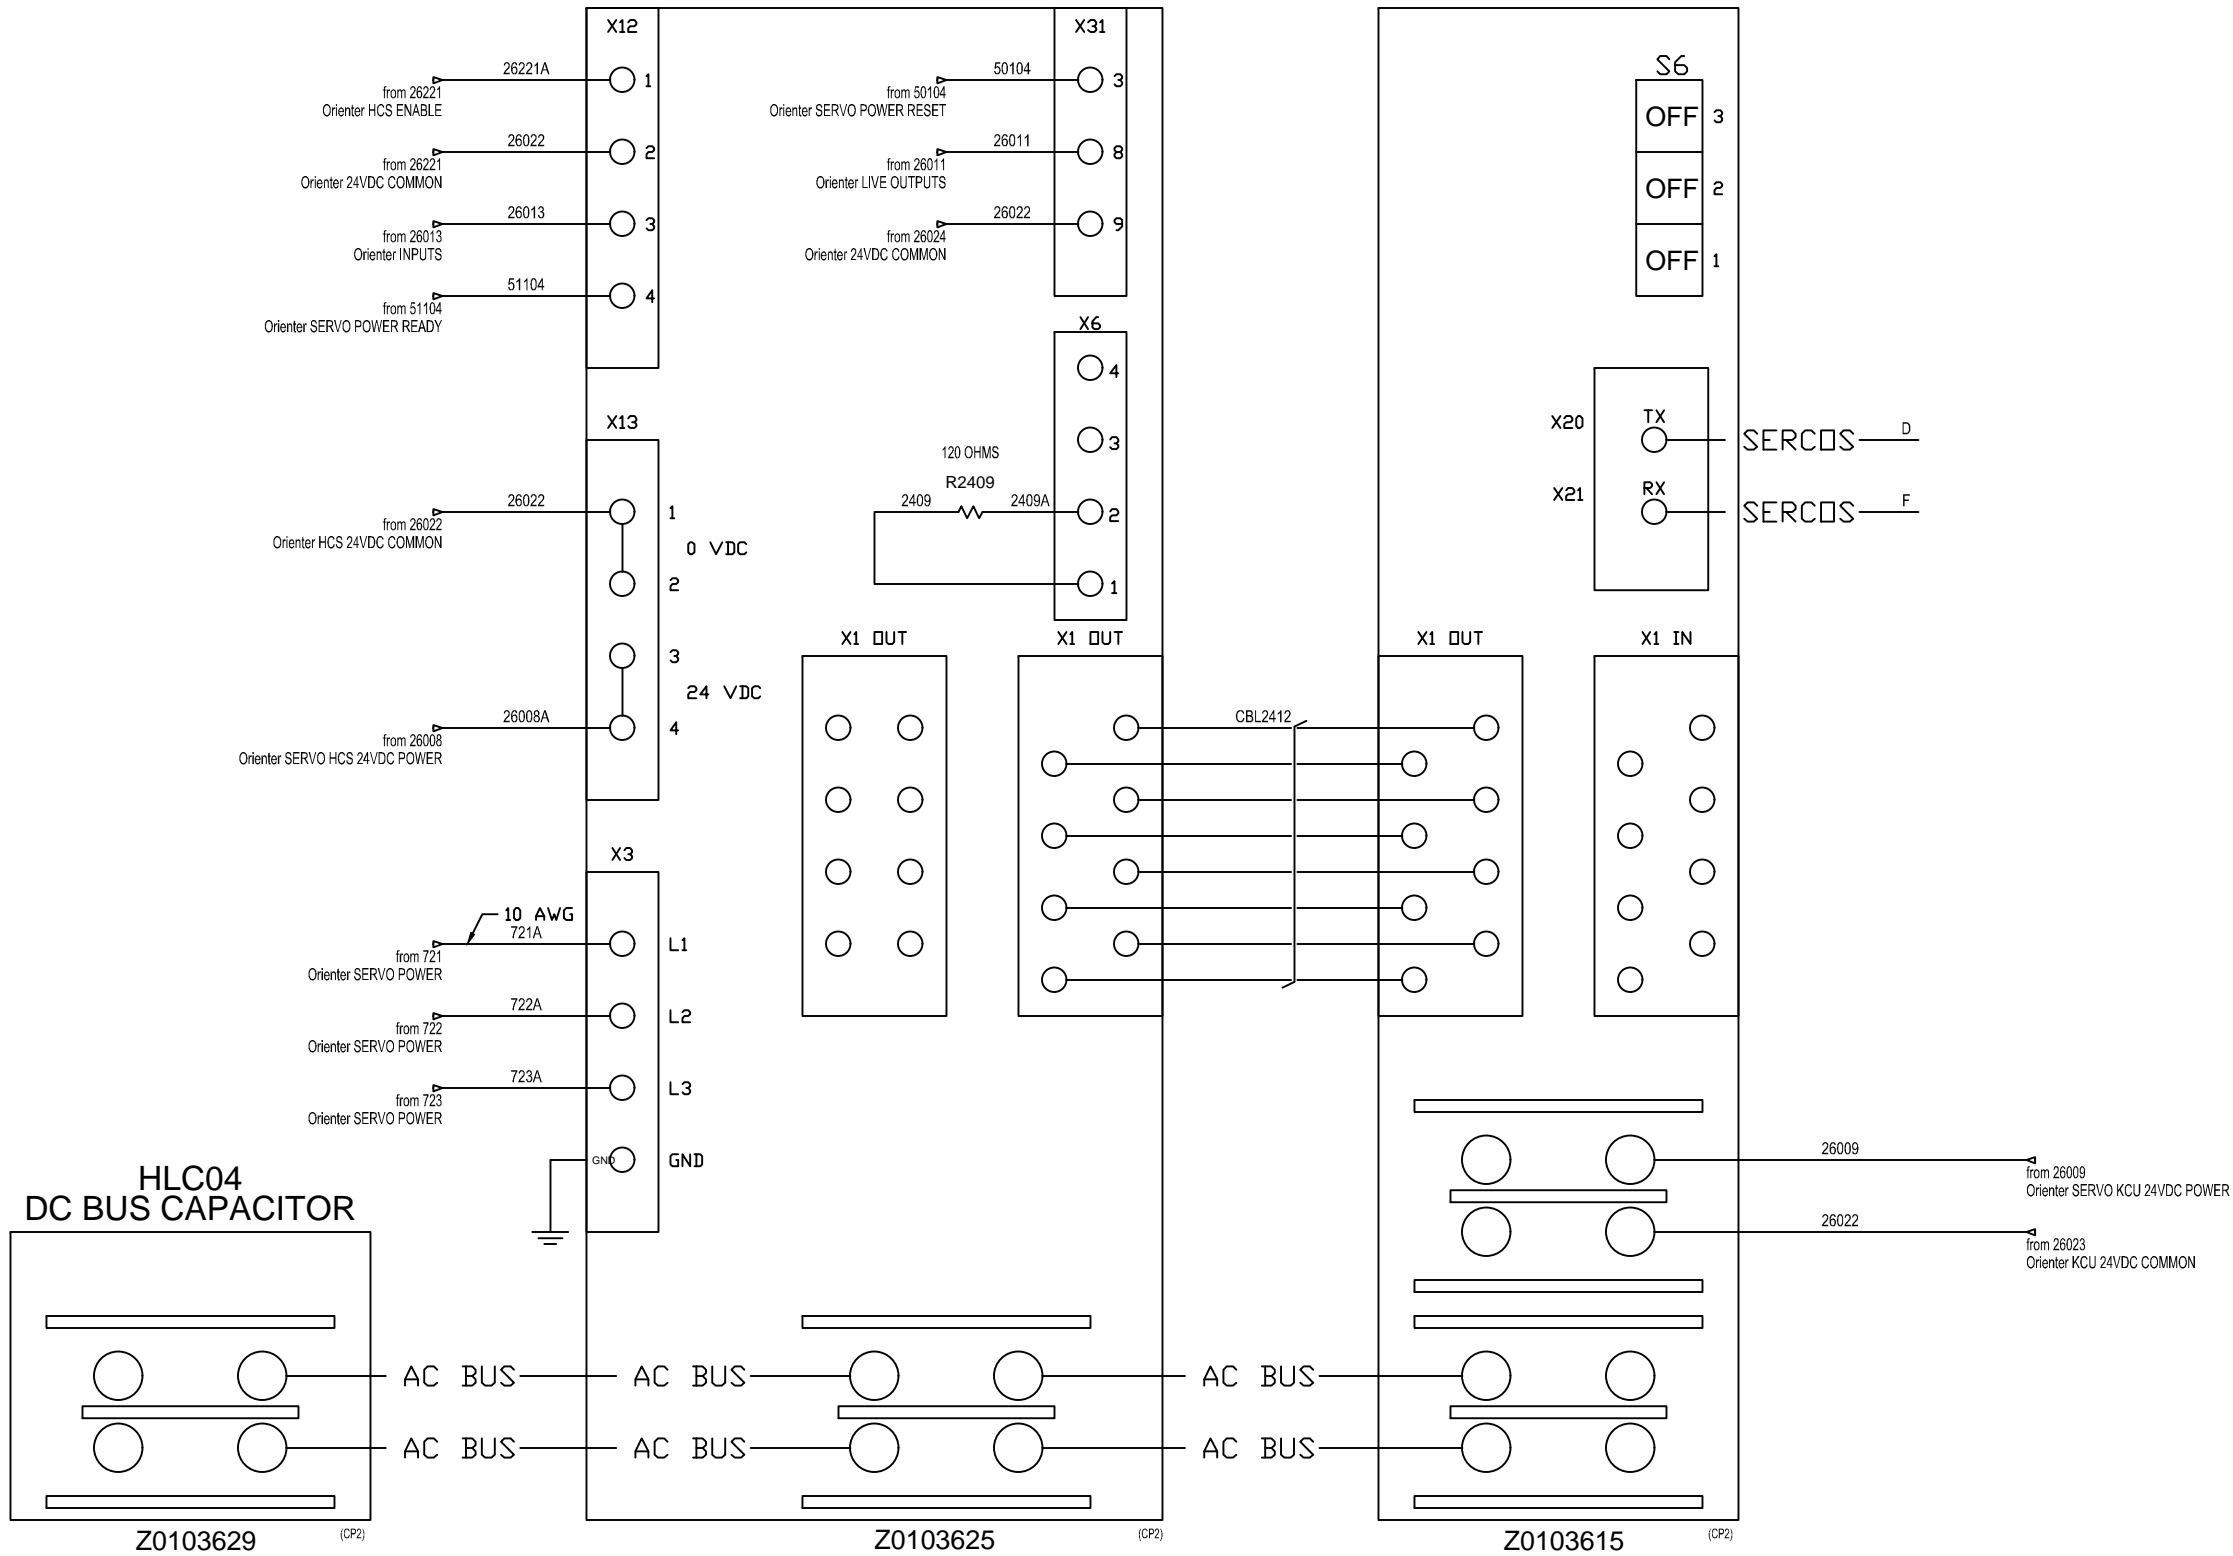 X12
26221A
1
from 26221
Orienter HCS ENABLE
26022
2
from 26221
Orienter 24VDC COMMON
26013
3
from 26013
Orienter INPUTS
51104
4
from 51104
Orienter SERVO POWER READY
X13
26022
1
from 26022
Orienter HCS 24VDC COMMON
0 VDC
2
3
24 VDC
26008A
4
from 26008
Orienter SERVO HCS 24VDC POWER
X3
10 AWG
721A
L1
from 721
Orienter SERVO POWER
722A
L2
from 722
Orienter SERVO POWER
723A
L3
from 723
Orienter SERVO POWER
GND
GND
X31
50104
3
from 50104
Orienter SERVO POWER RESET
26011
8
from 26011
Orienter LIVE OUTPUTS
26022
9
from 26024
Orienter 24VDC COMMON
X6
4
3
120 OHMS
R2409
2409
2409A
2
1
X1 OUT
X1 OUT
CBL2412
X1 OUT
X1 IN
S6
OFF 3
OFF 2
OFF 1
X20
TX
SERCOS
D
X21
RX
SERCOS
F
26009
from 26009
Orienter SERVO KCU 24VDC POWER
26022
from 26023
Orienter KCU 24VDC COMMON
HLC04
DC BUS CAPACITOR
AC BUS
AC BUS
AC BUS
AC BUS
AC BUS
AC BUS
Z0103629
(CP2)
Z0103625
(CP2)
Z0103615
(CP2)